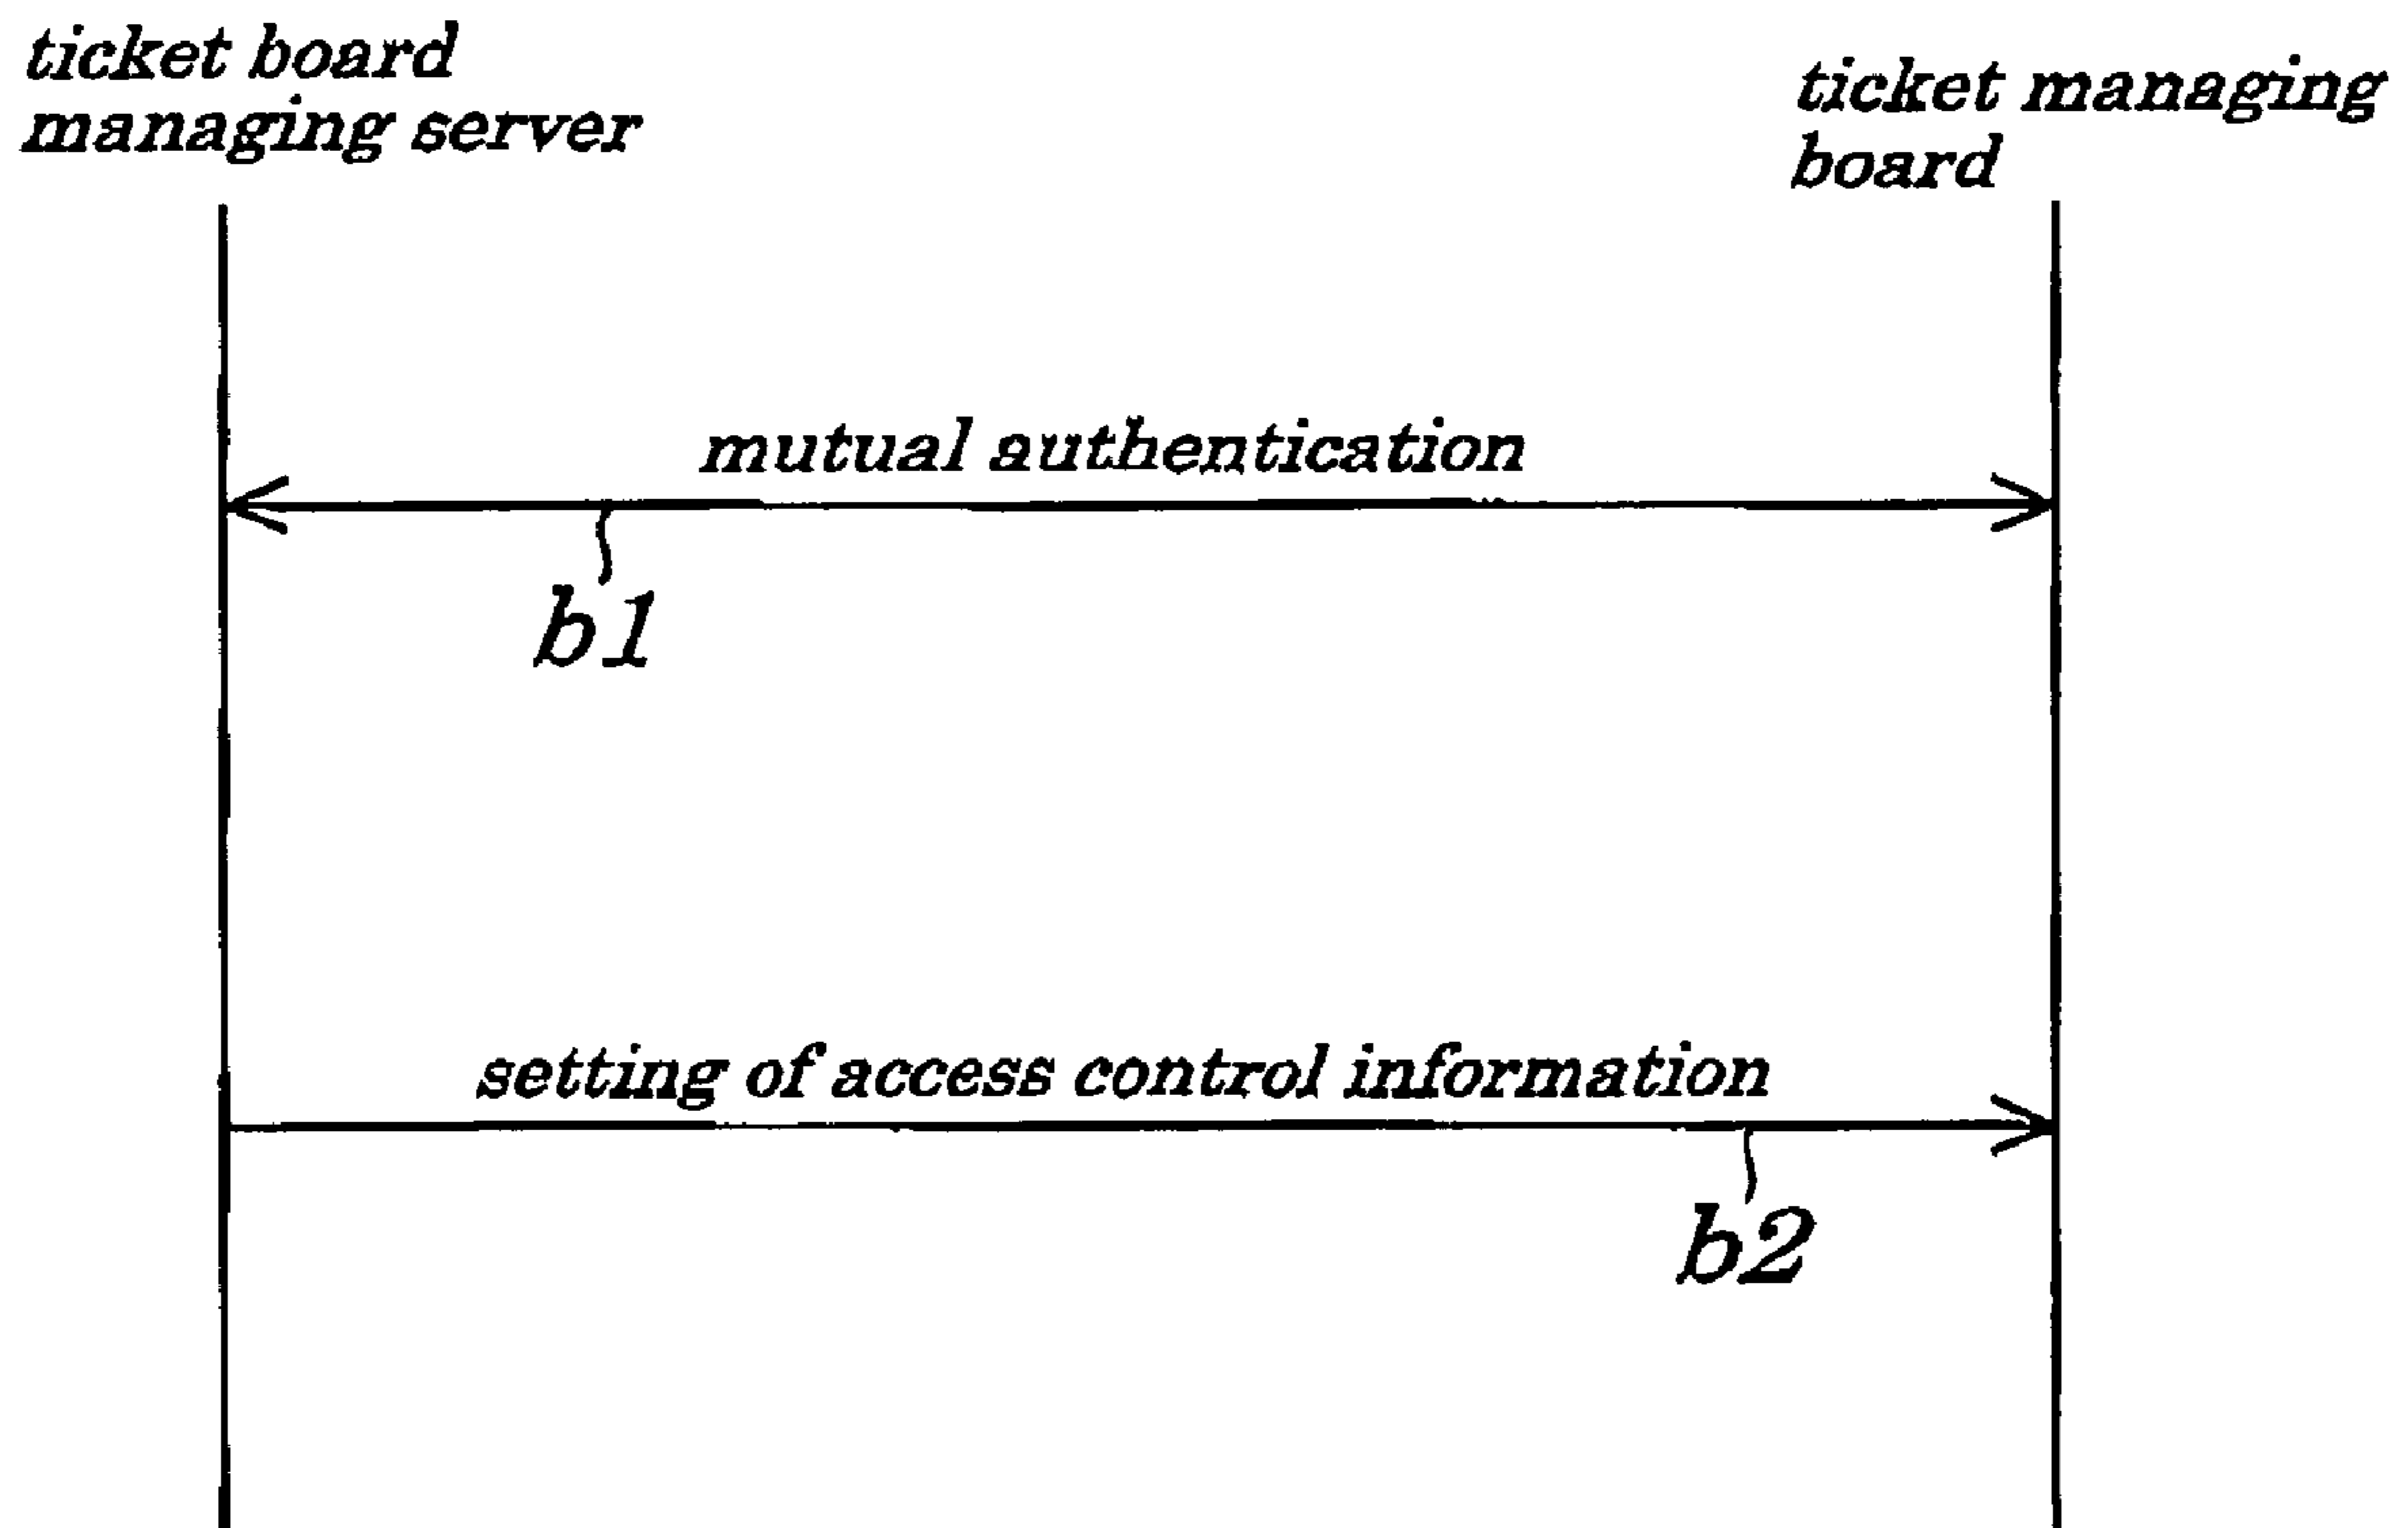 ticket board
managing server
ticket managing
board
mutual authentication
b1
setting of access control information
b2